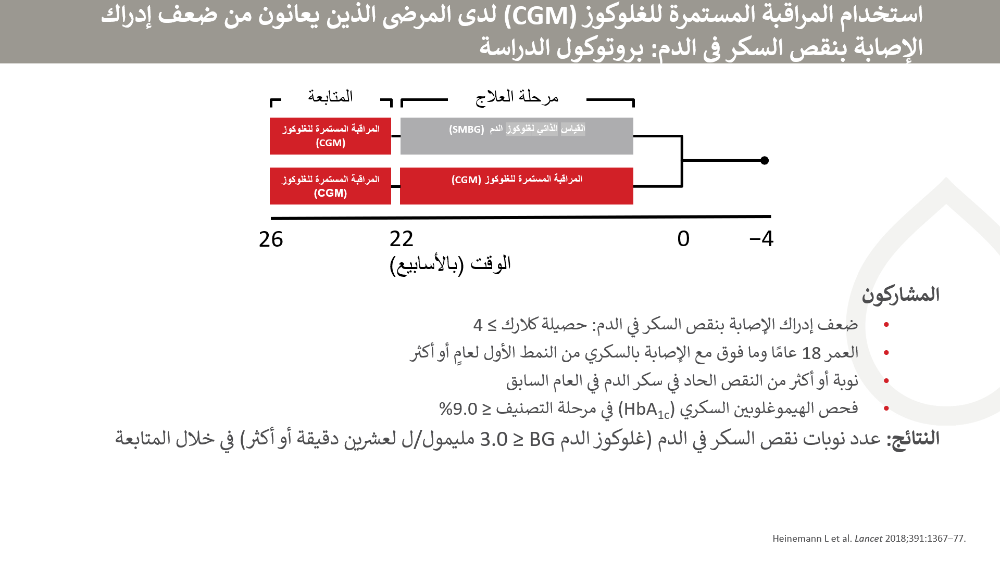 استخدام المراقبة المستمرة للغلوكوز (CGM) لدى المرضى الذين يعانون من ضعف إدراك
الإصابة بنقص السكر في الدم: بروتوكول الدراسة
مرحلة العلاج
المتابعة
القياس الذاتي لغلوكوز الدم (SMBG)
المراقبة المستمرة للغلوكوز
(CGM)
المراقبة المستمرة للغلوكوز (CGM)
المراقبة المستمرة للغلوكوز
(CGM)
−4
0
22
26
الوقت (بالأسابيع)
المشاركون
• ضعف إدراك الإصابة بنقص السكر في الدم: حصيلة كلارك ≥ 4
• العمر 18 عامًا وما فوق مع الإصابة بالسكري من النمط الأول لعامٍ أو أكثر
• نوبة أو أكثر من النقص الحاد في سكر الدم في العام السابق
• فحص الهيموغلوبين السكري (HbA1c) في مرحلة التصنيف ≤ 9.0%
النتائج: عدد نوبات نقص السكر في الدم (غلوكوز الدم BG ≤ 3.0 مليمول/ل لعشرين دقيقة أو أكثر) في خلال المتابعة
Heinemann L et al. Lancet 2018;391:1367–77.